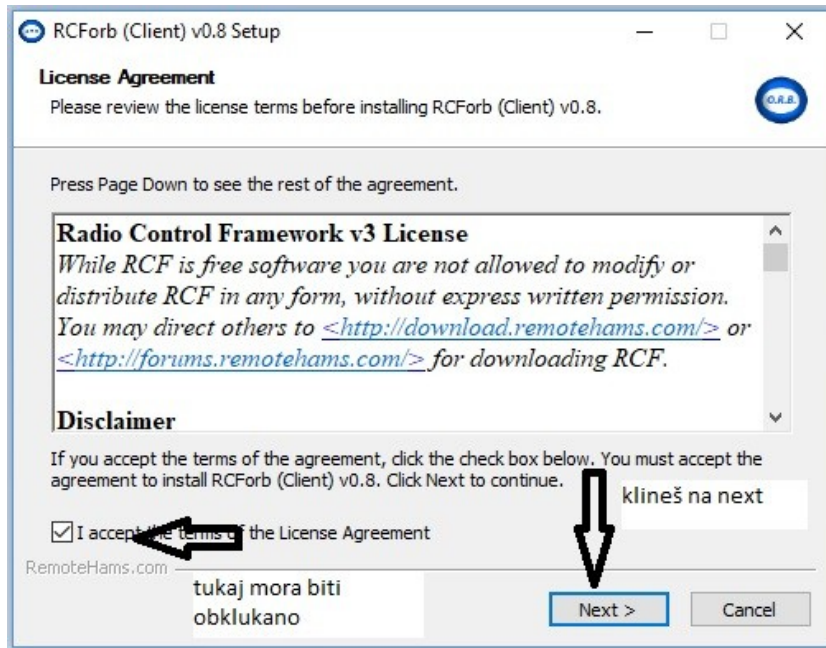 RCForb (Client) v0.8 Setup
License Agreement
Please review the license terms before installing RCForb (Client) v0.8.
O.R.B.
Press Page Down to see the rest of the agreement.
Radio Control Framework v3 License
While RCF is free software you are not allowed to modify or
distribute RCF in any form, without express written permission.
You may direct others to <http://download.remotehams.com/> or
<http://forums.remotehams.com/> for downloading RCF.
Disclaimer
If you accept the terms of the agreement, click the check box below. You must accept the
agreement to install RCForb (Client) v0.8. Click Next to continue.
klineš na next
I accept the terms of the License Agreement
RemoteHams.com
tukaj mora biti
obklukano
Next >
Cancel